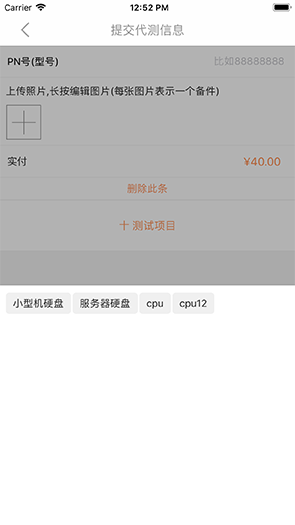 Carrier 12:52 PM
提交代测信息
PN号(型号) 比如88888888
上传照片,长按编辑图片(每张图片表示一个备件)
实付 ¥40.00
删除此条
十 测试项目
小型机硬盘 服务器硬盘 cpu cpu12